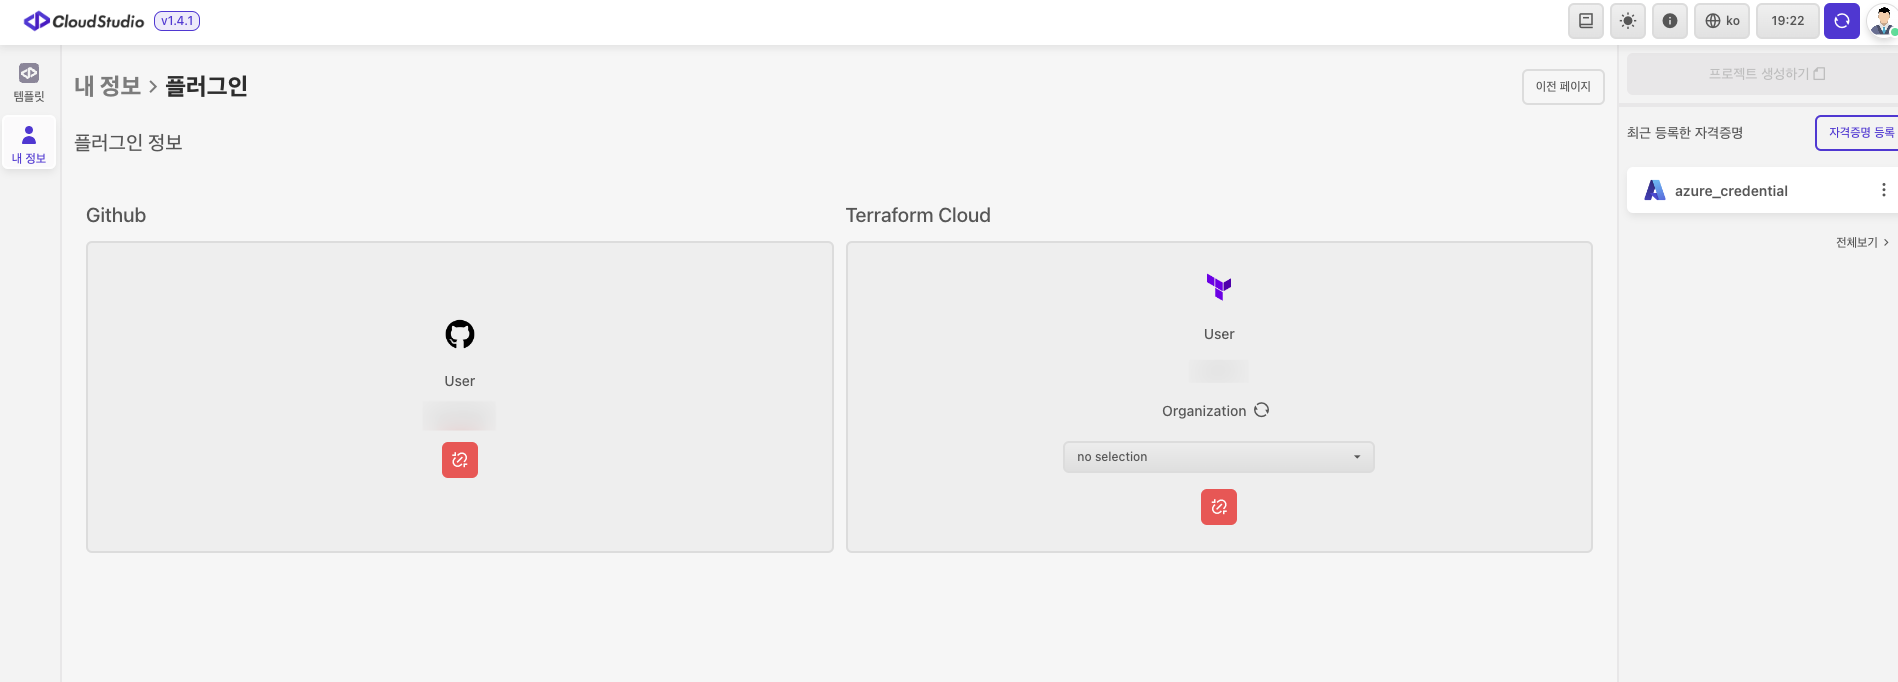 CloudStudio v1.4.1
ko 19:22
템플릿
내 정보
내 정보 > 플러그인
이전 페이지
플러그인 정보
Github
User
Terraform Cloud
User
Organization
no selection
프로젝트 생성하기
최근 등록한 자격증명
자격증명 등록
azure_credential
전체보기 >